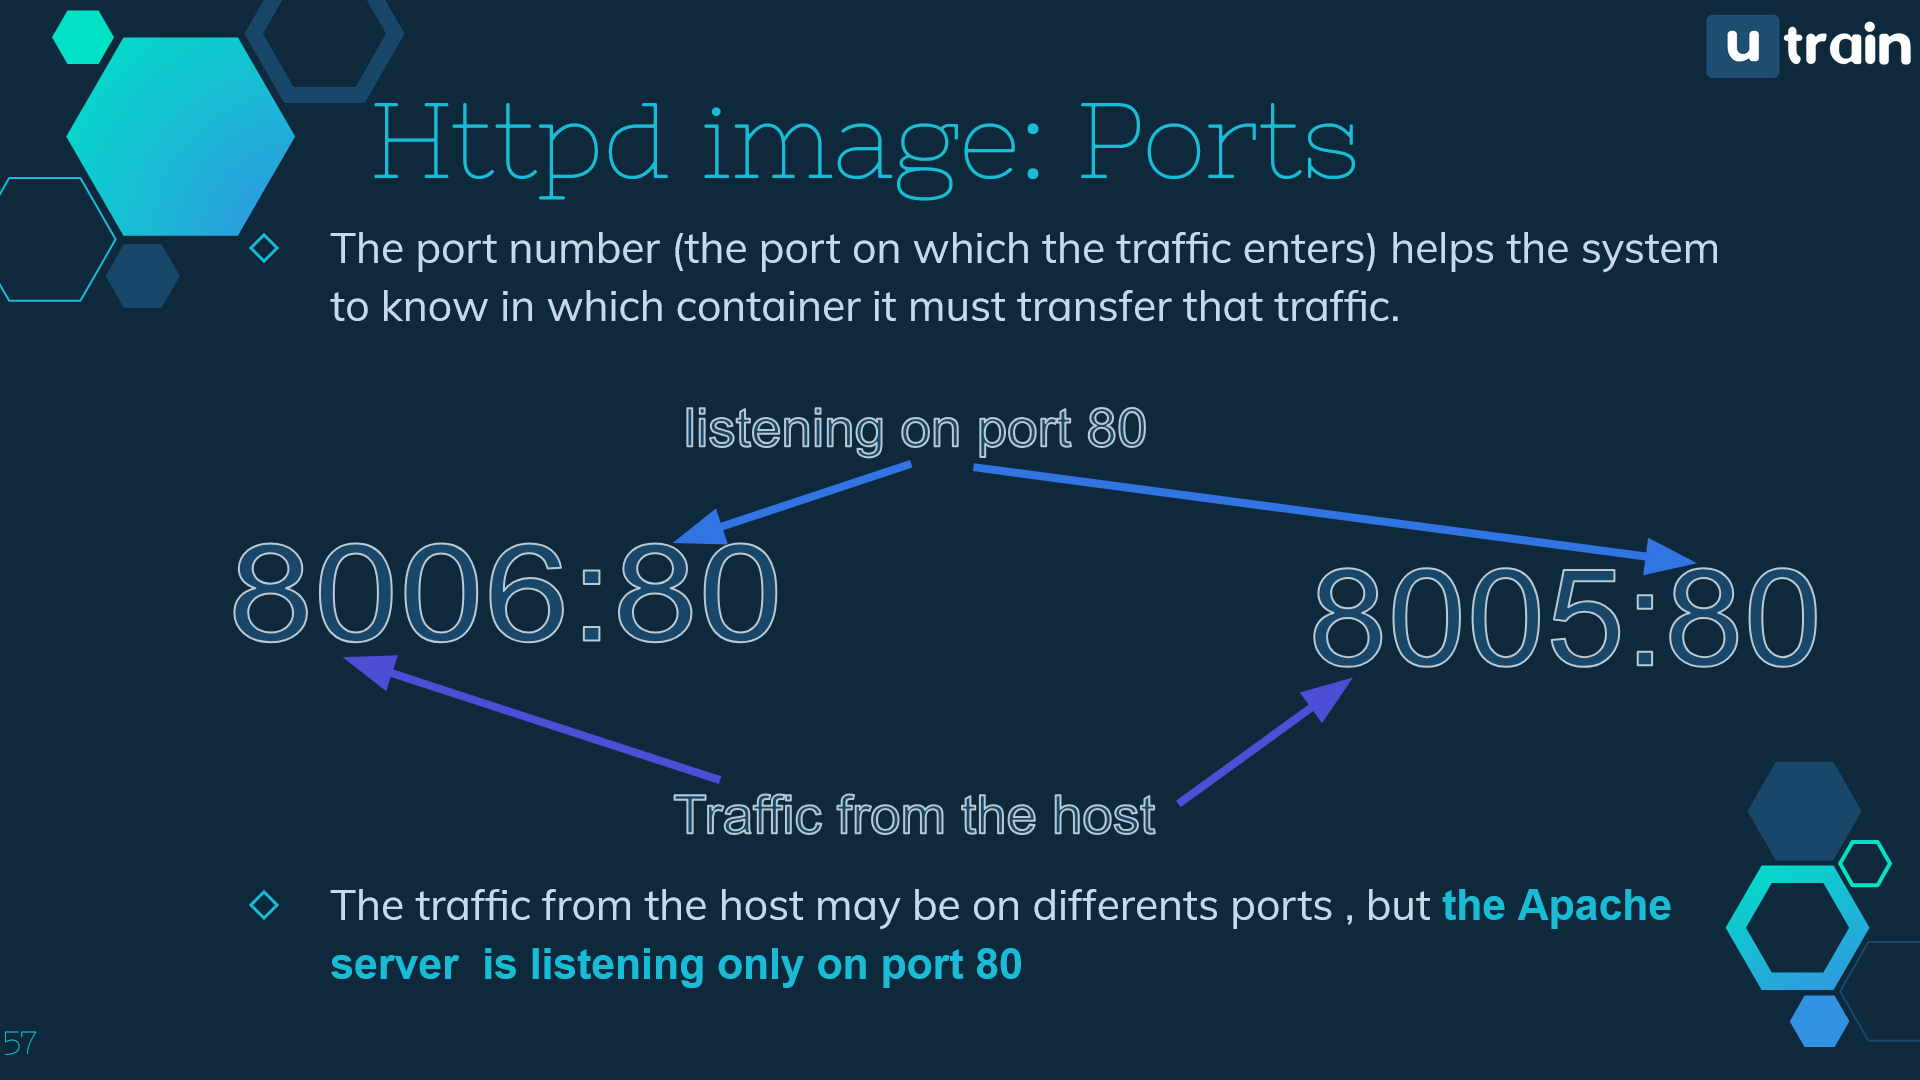 u train
Httpd image: Ports
The port number (the port on which the traffic enters) helps the system
to know in which container it must transfer that traffic.
listening on port 80
8006:80
8005:80
Traffic from the host
The traffic from the host may be on differents ports , but the Apache
server  is listening only on port 80
57